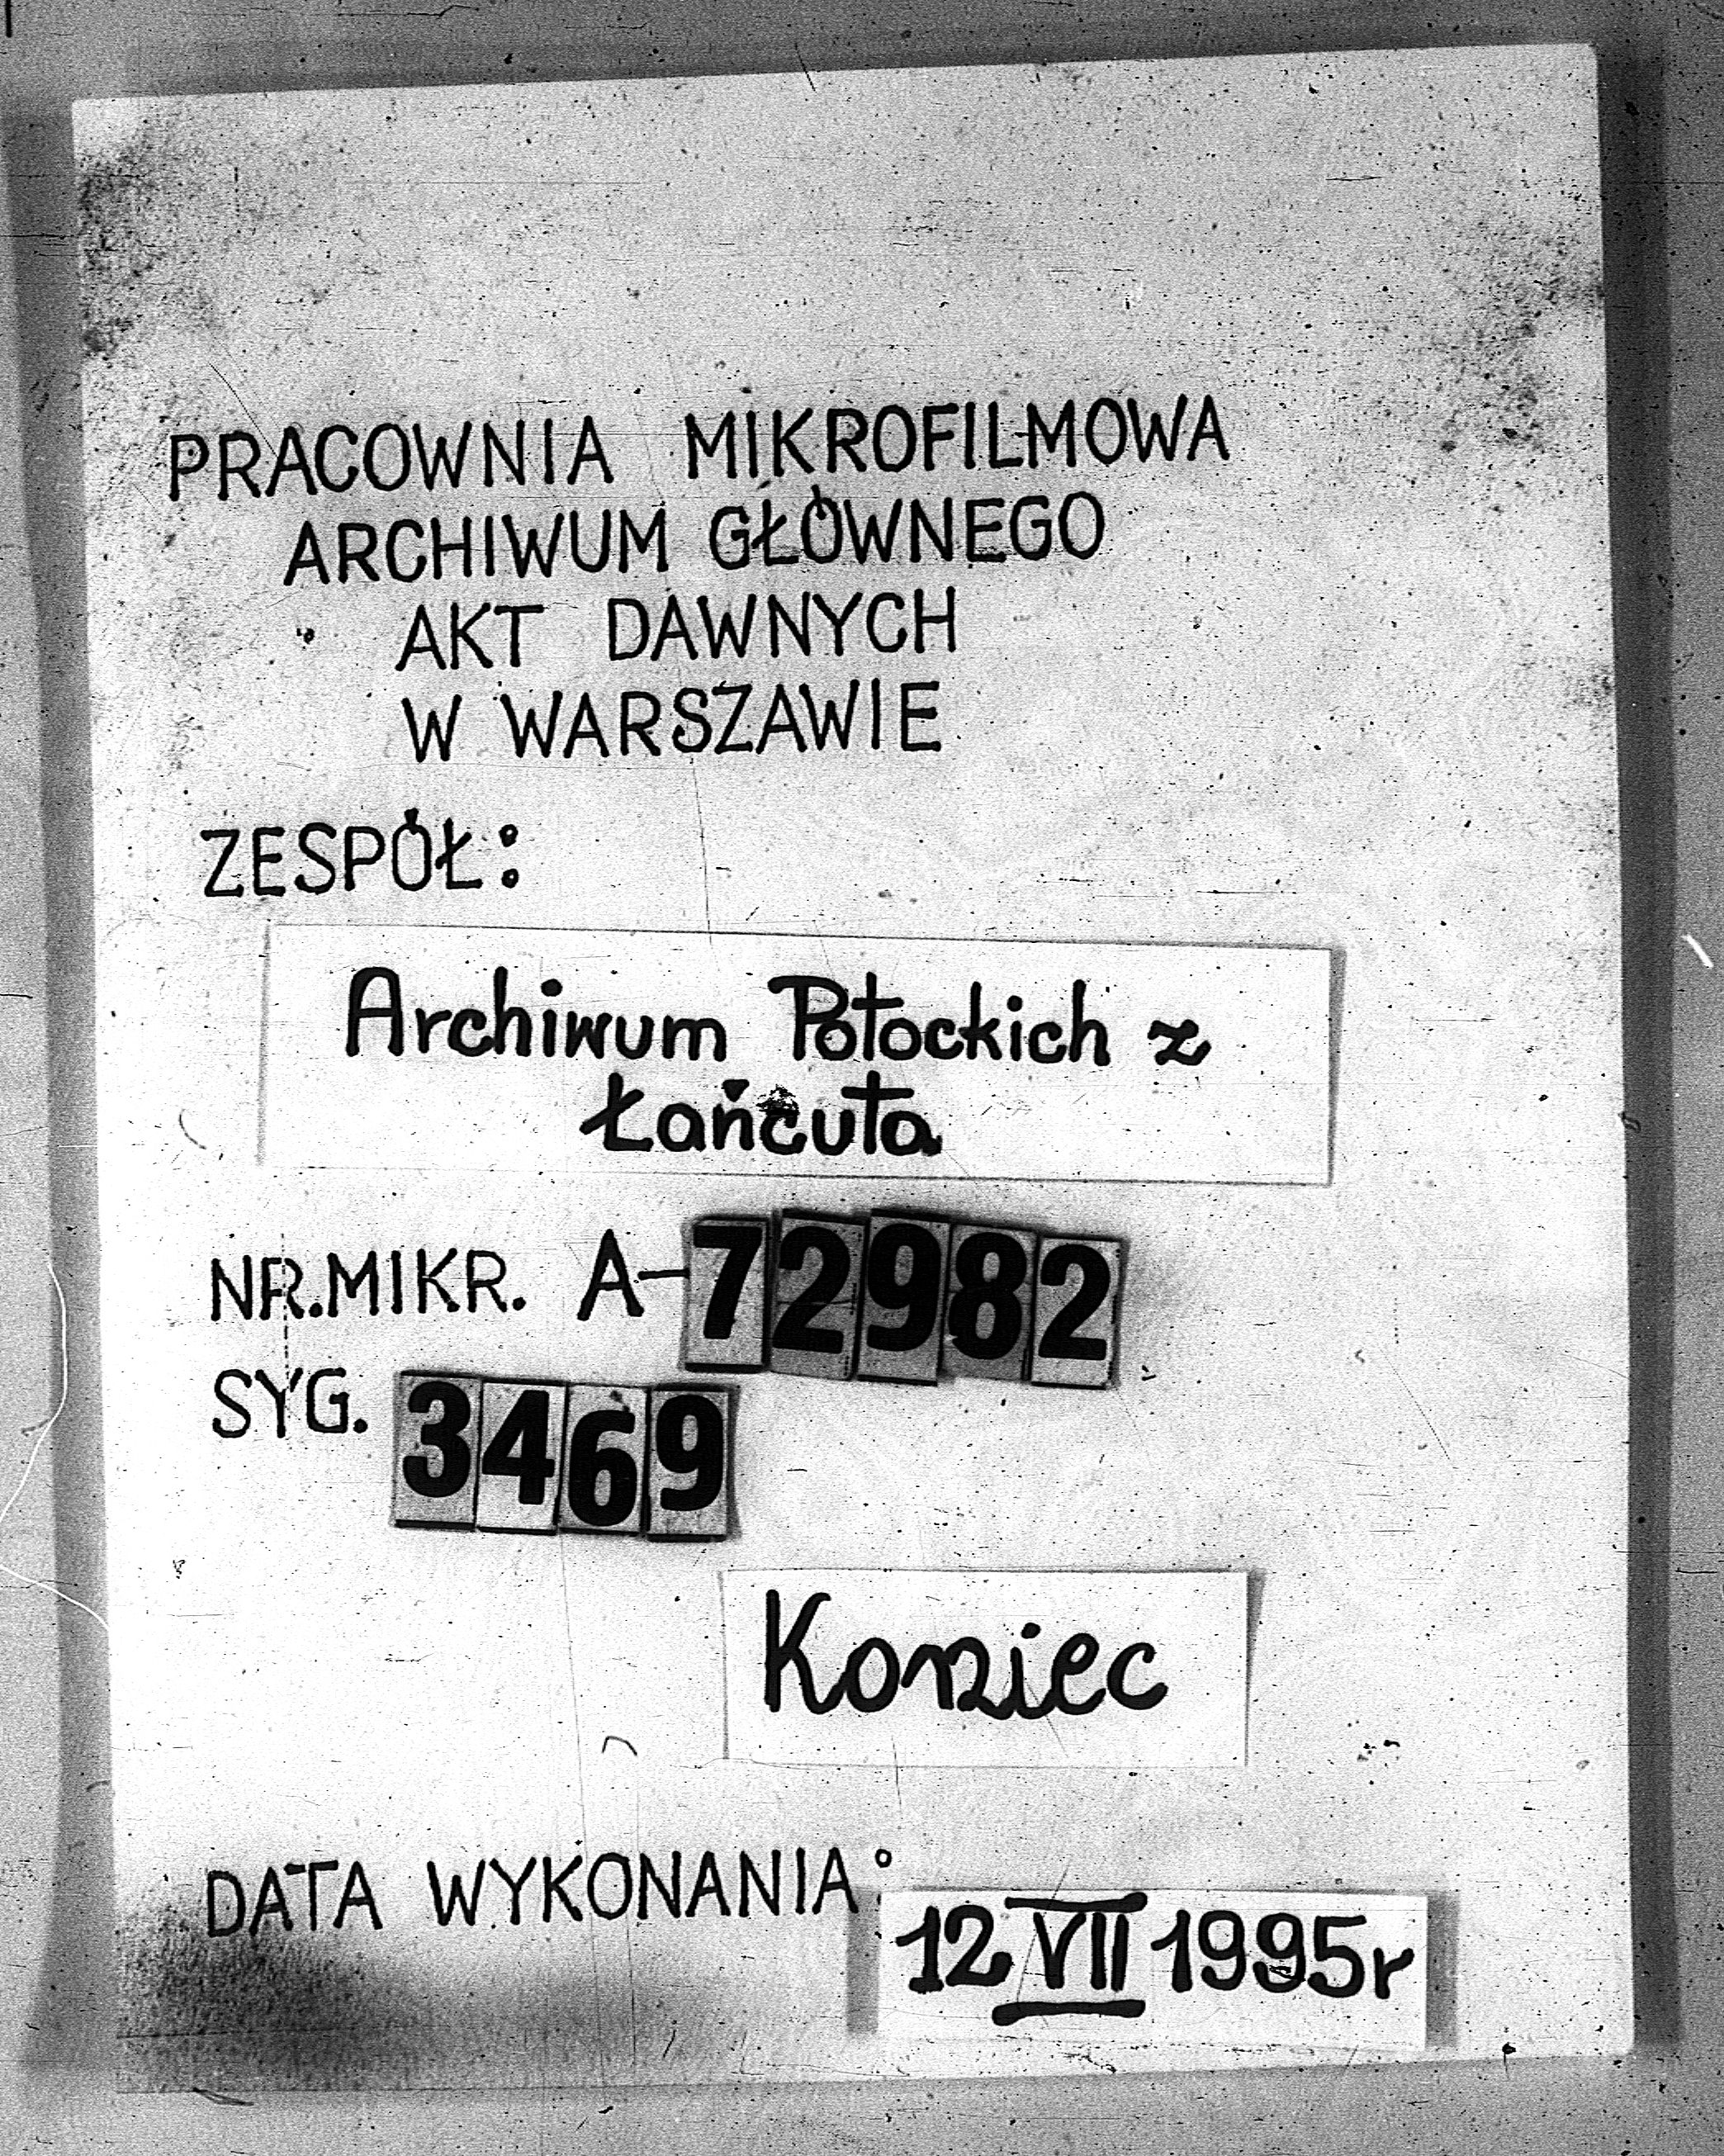 PRACOWNIA MIKROFILMOWA
ARCHIWUM GŁÓWNEGO
AKT DAWNYCH
W WARSZAWIE
ZESPÓŁ:
Archiwum Potockich z
Łańcuta
NR.MIKR. A-72982
SYG. 3469
Koniec
DATA WYKONANIA:
12 VII 1995r